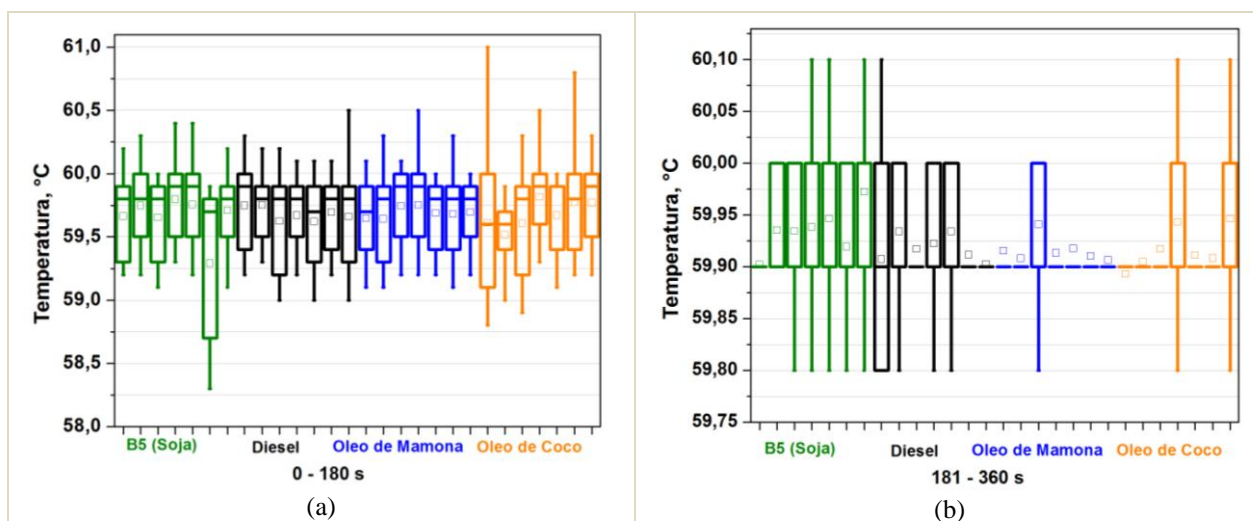 Temperatura, °C
61,0
60,5
60,0
59,5
59,0
58,5
58,0
B5 (Soja) Diesel Oleo de Mamona Oleo de Coco
0 - 180 s
(a)
Temperatura, °C
60,10
60,05
60,00
59,95
59,90
59,85
59,80
59,75
B5 (Soja) Diesel Oleo de Mamona Oleo de Coco
181 - 360 s
(b)